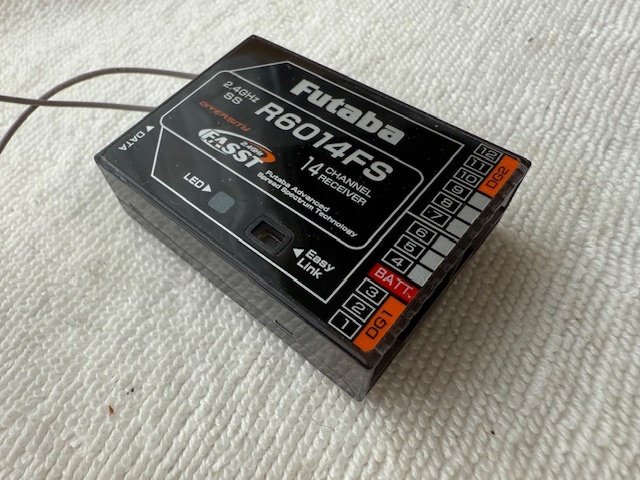 Futaba
2.4GHz
SS
R6014FS
DIVERSITY
2.4GHz
FASST
14 CHANNEL
RECEIVER
Futaba Advanced
Spread Spectrum Technology
DATA
LED
Easy
Link
12
11
10
9
8
7
6
5
4
BATT.
3
2
1
DG2
DG1